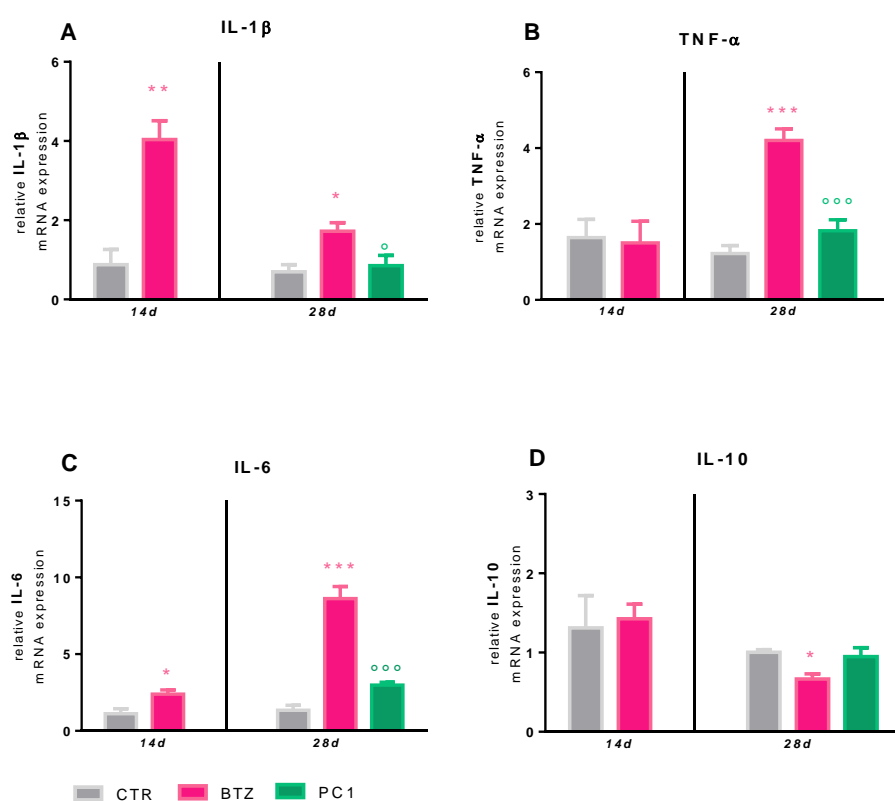 A
IL-1β
relative IL-1β
mRNA expression
6
4
2
0
**
*
°
14d
28d
B
TNF-α
relative TNF-α
mRNA expression
6
4
2
0
***
°°°
14d
28d
C
IL-6
relative IL-6
mRNA expression
15
10
5
0
*
***
°°°
14d
28d
D
IL-10
relative IL-10
mRNA expression
3
2
1
0
*
14d
28d
CTR BTZ PC1